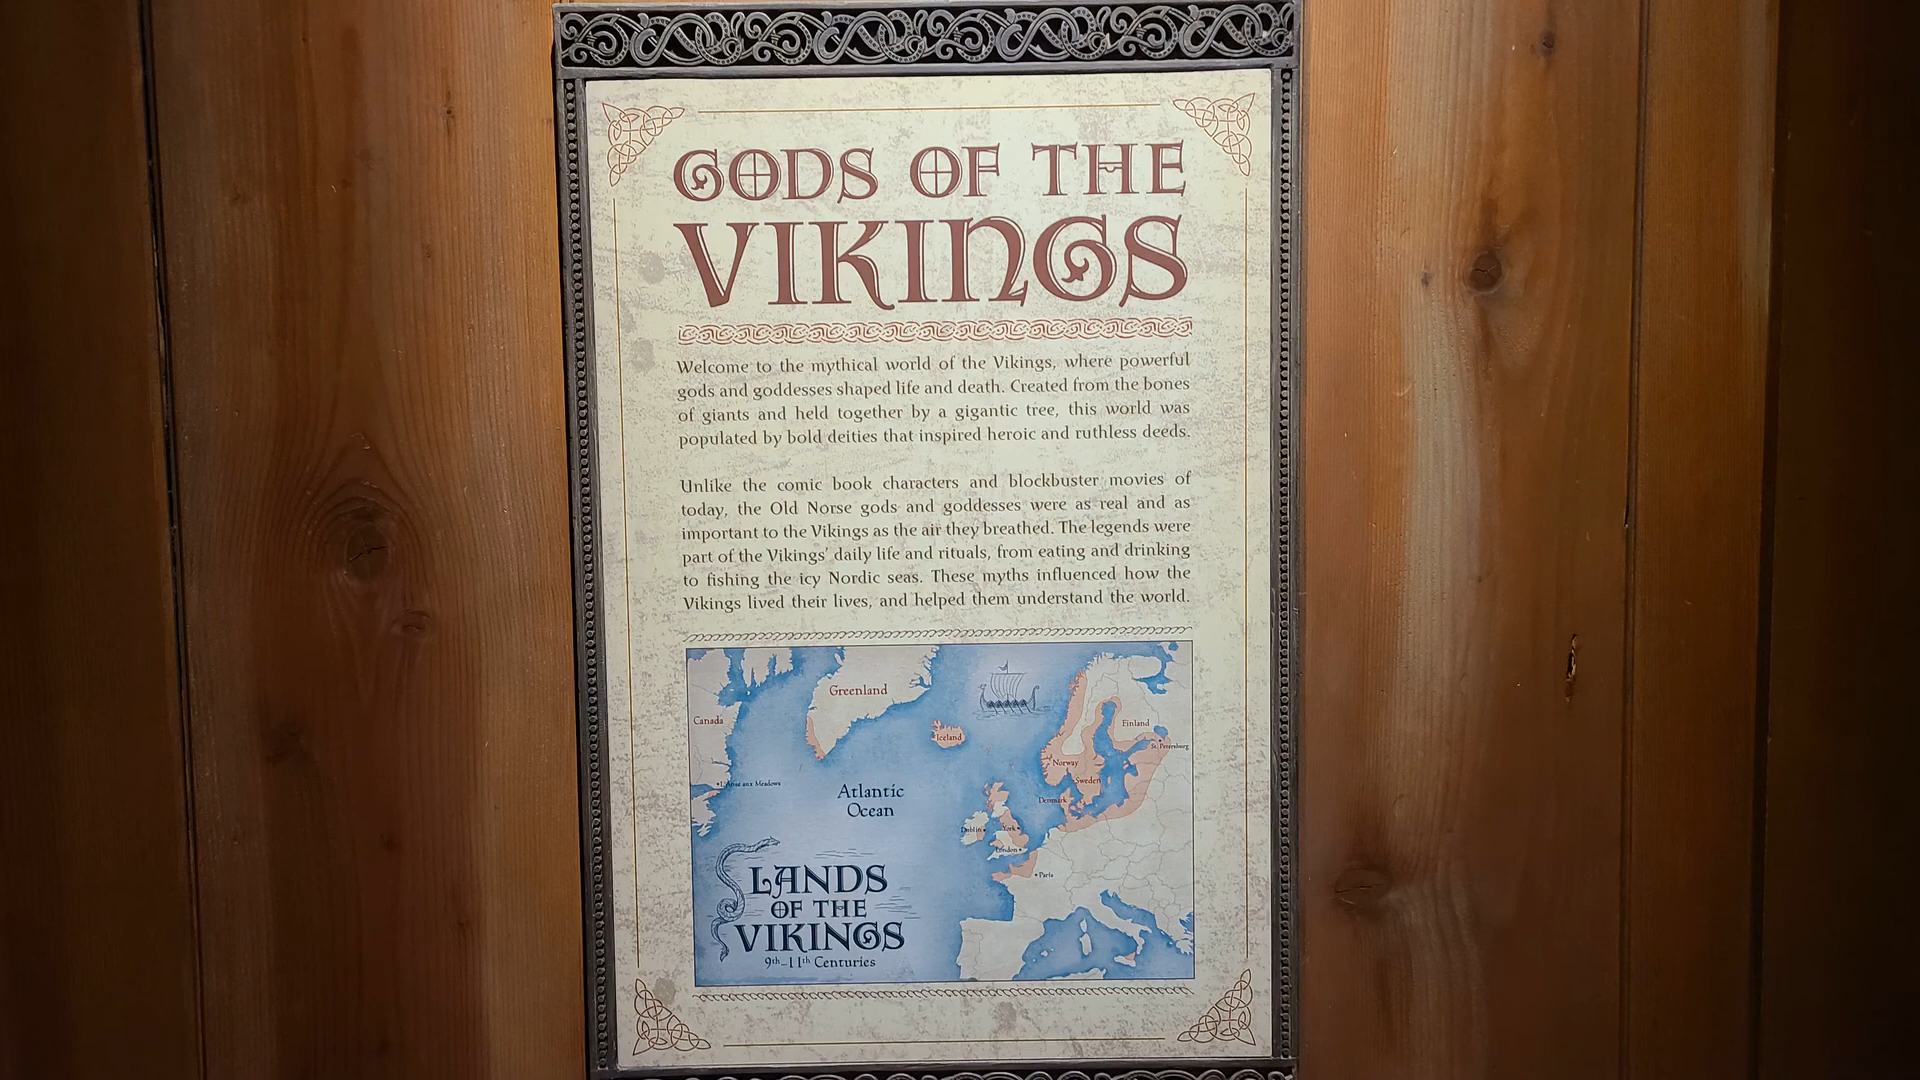 GODS OF THE
VIKINGS
Welcome to the mythical world of the Vikings, where powerful
gods and goddesses shaped life and death. Created from the bones
of giants and held together by a gigantic tree, this world was
populated by bold deities that inspired heroic and ruthless deeds.
Unlike the comic book characters and blockbuster movies of
today, the Old Norse gods and goddesses were as real and as
important to the Vikings as the air they breathed. The legends were
part of the Vikings' daily life and rituals, from eating and drinking
to fishing the icy Nordic seas. These myths influenced how the
Vikings lived their lives, and helped them understand the world.
Greenland
Canada
Iceland
Finland
St. Petersburg
Norway
Sweden
L'Anse aux Meadows
Denmark
Atlantic
Ocean
Dublin
York
London
Paris
LANDS
OF THE
VIKINGS
9th-11th Centuries